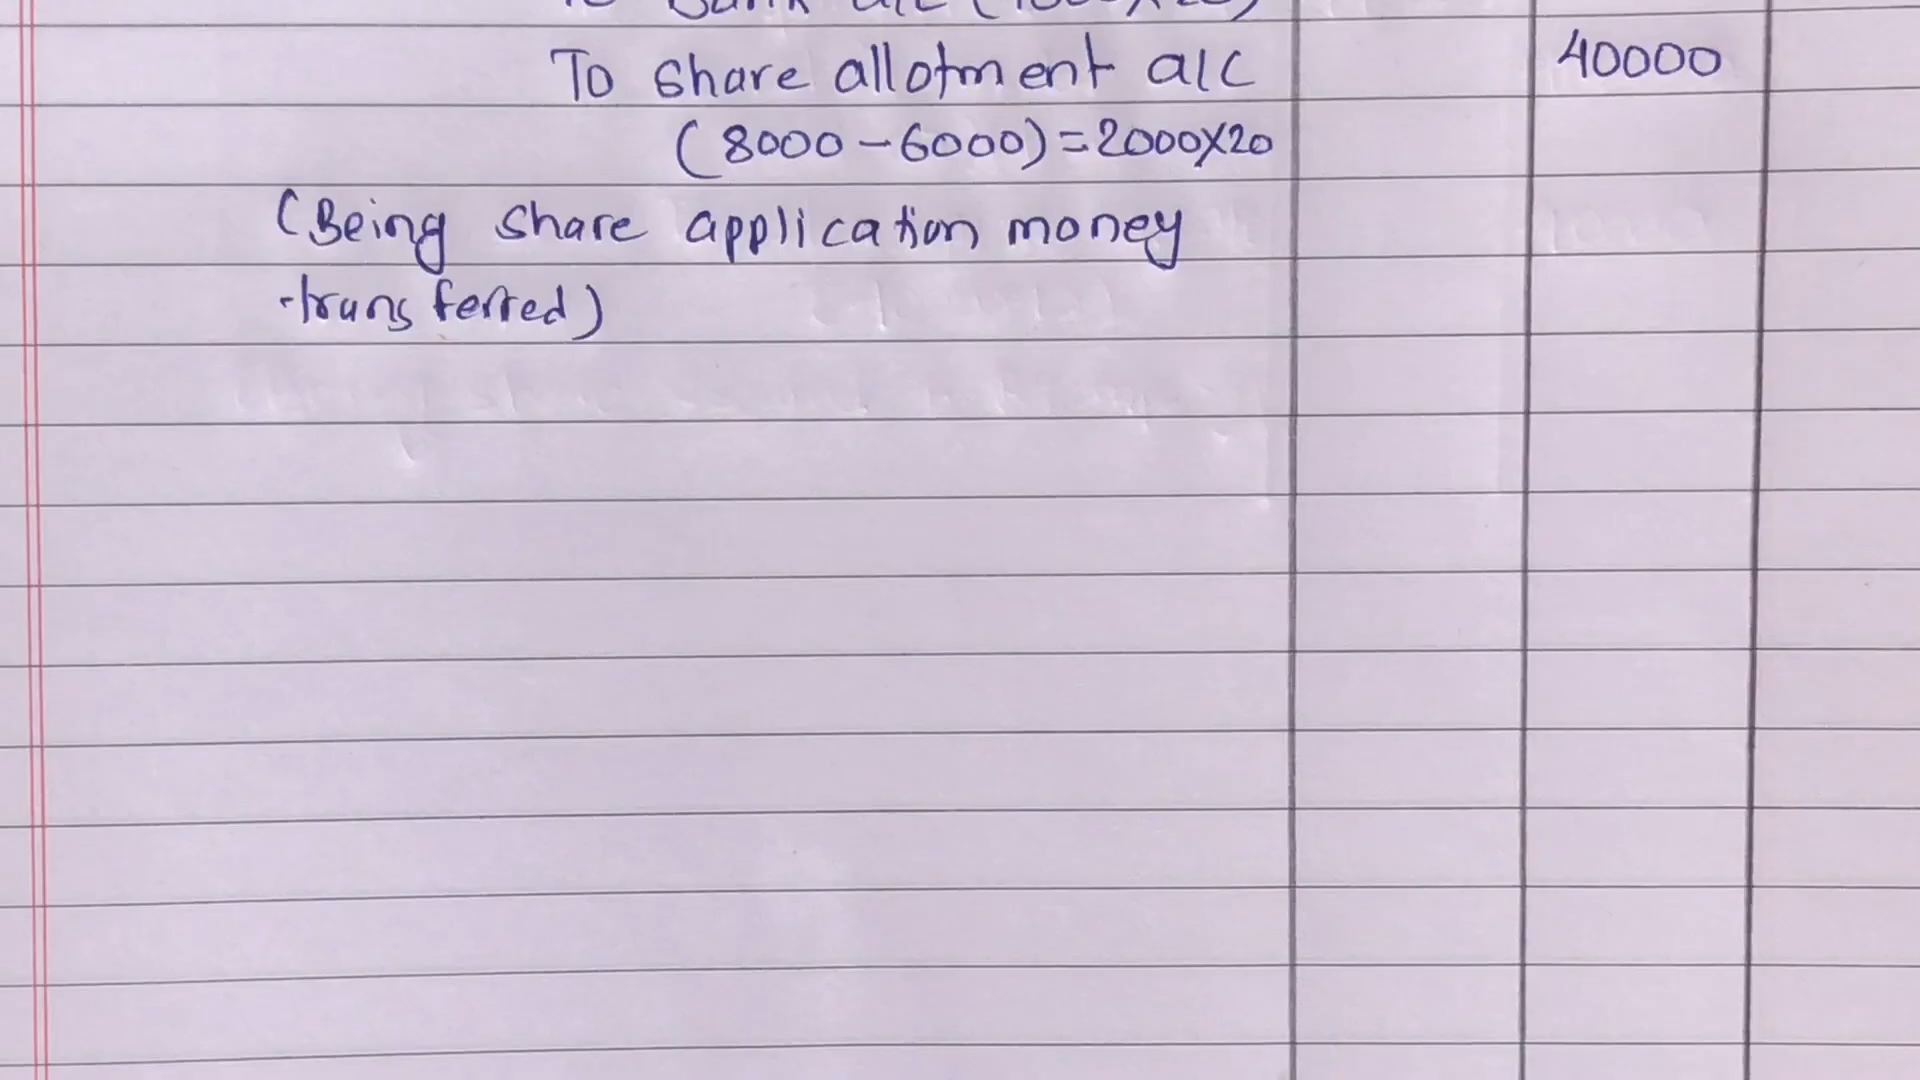 To share allotment a/c 40000
(8000-6000)=2000X20
(Being share application money
transferred)